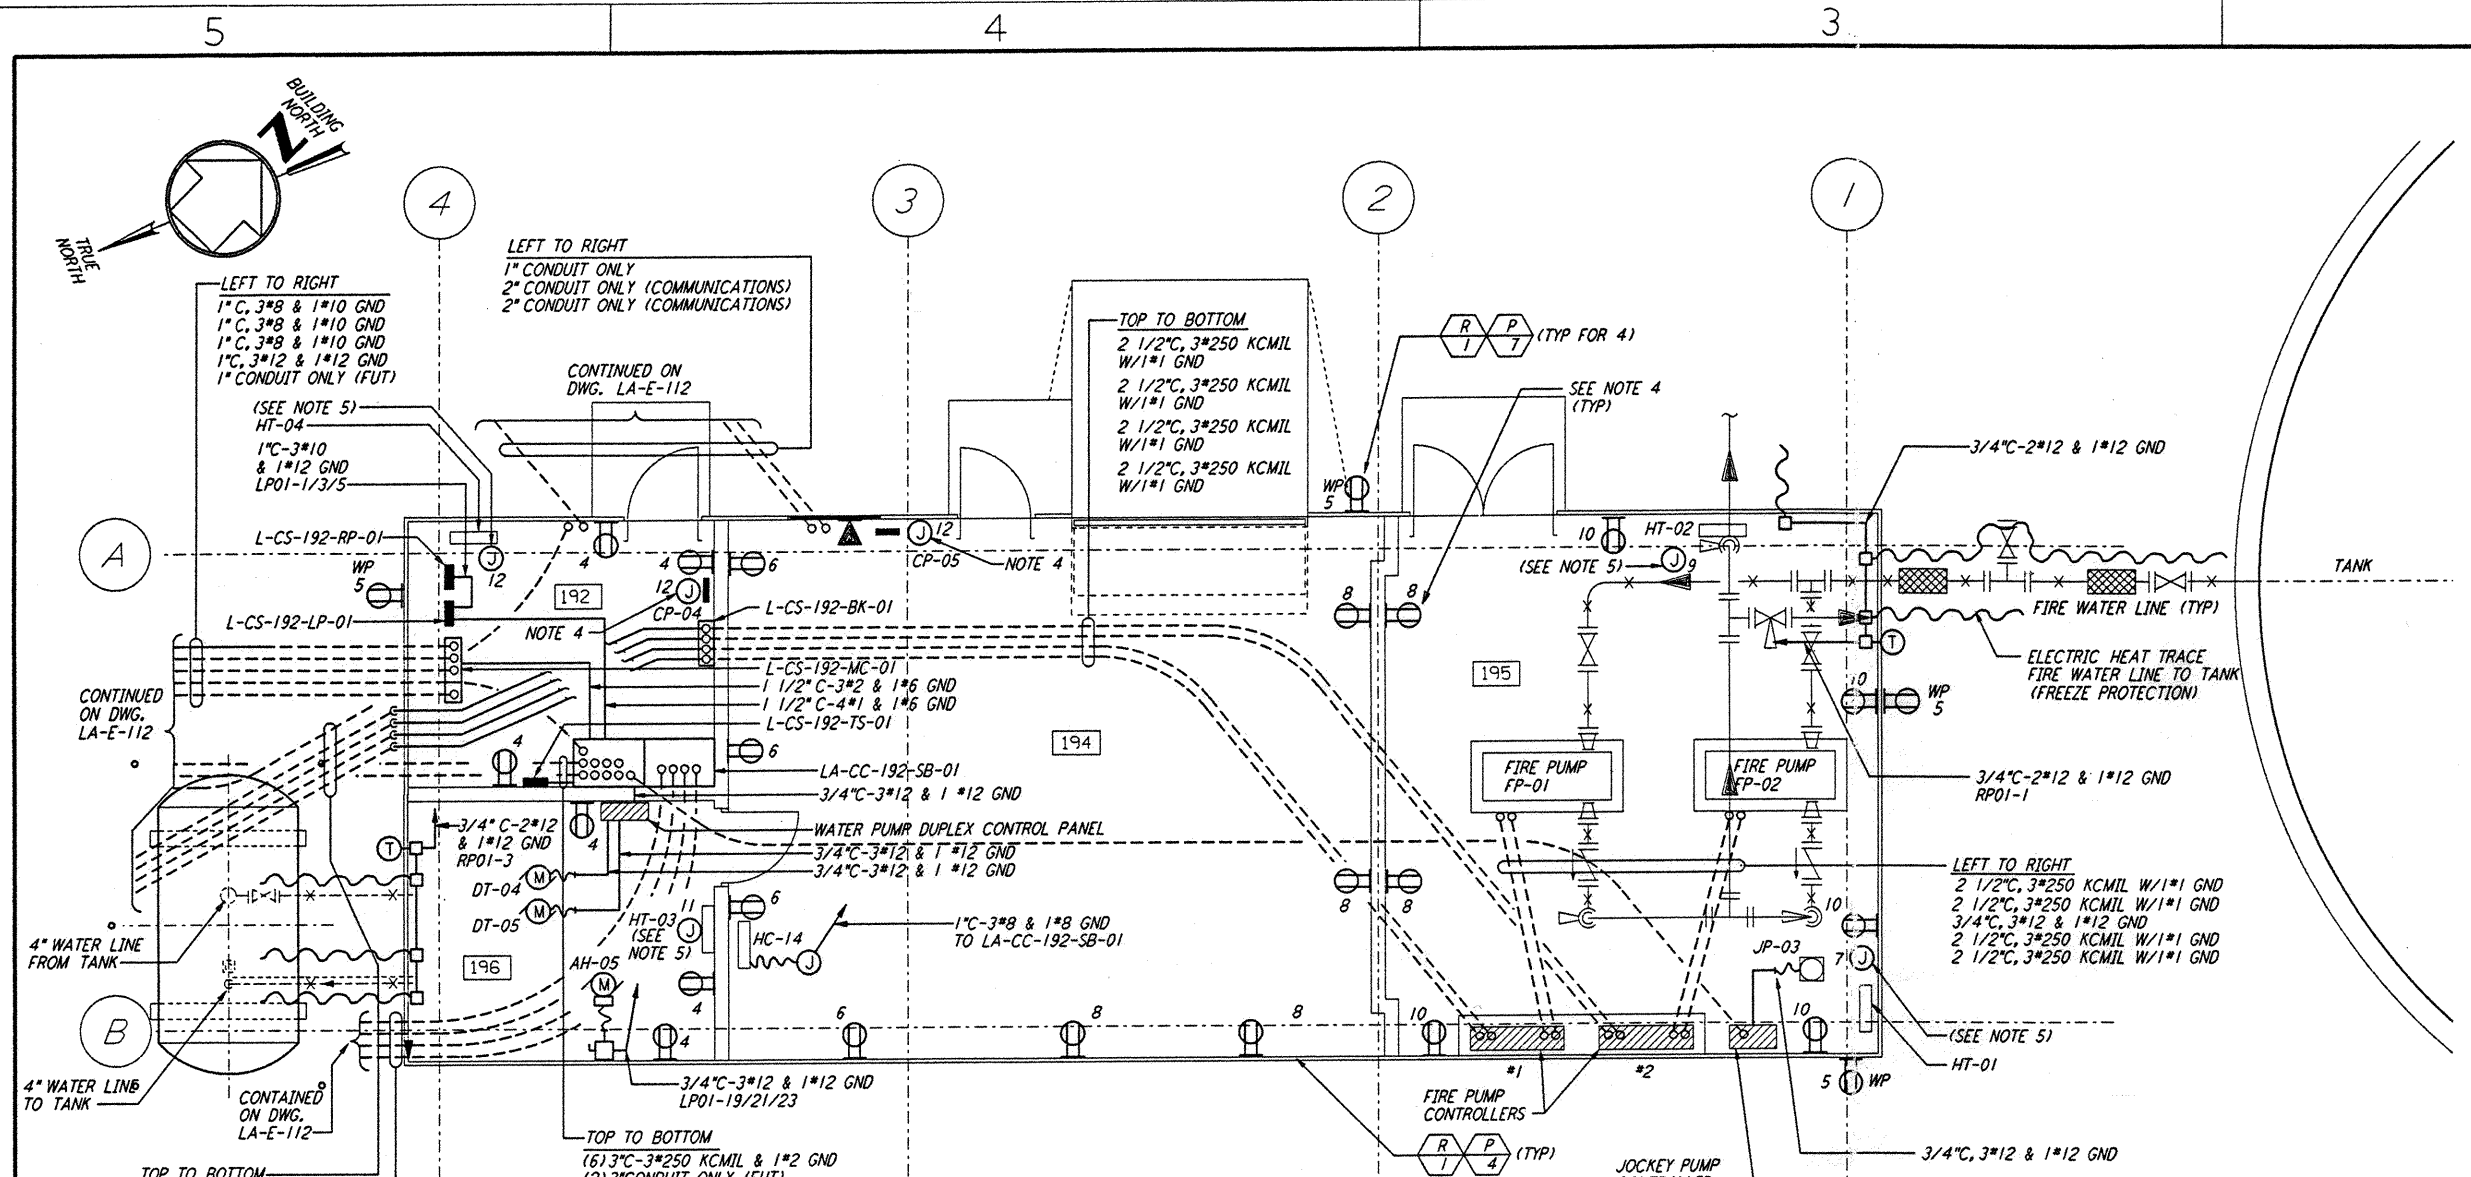 5
4
3
BUILDING
NORTH
TRUE
NORTH
4
3
2
1
LEFT TO RIGHT
1" C, 3#8 & 1#10 GND
1" C, 3#8 & 1#10 GND
1" C, 3#8 & 1#10 GND
1"C, 3#12 & 1#12 GND
1" CONDUIT ONLY (FUT)
LEFT TO RIGHT
1" CONDUIT ONLY
2" CONDUIT ONLY (COMMUNICATIONS)
2" CONDUIT ONLY (COMMUNICATIONS)
CONTINUED ON
DWG. LA-E-112
TOP TO BOTTOM
2 1/2"C, 3#250 KCMIL
W/1#1 GND
2 1/2"C, 3#250 KCMIL
W/1#1 GND
2 1/2"C, 3#250 KCMIL
W/1#1 GND
2 1/2"C, 3#250 KCMIL
W/1#1 GND
R
1
P
7
(TYP FOR 4)
SEE NOTE 4
(TYP)
3/4"C-2#12 & 1#12 GND
(SEE NOTE 5)
HT-04
1"C-3#10
& 1#12 GND
LP01-1/3/5
L-CS-192-RP-01
WP
5
L-CS-192-LP-01
A
12
4
4
6
192
12
CP-04
NOTE 4
12
CP-05
NOTE 4
WP
5
10
HT-02
(SEE NOTE 5)
9
TANK
FIRE WATER LINE (TYP)
L-CS-192-BK-01
L-CS-192-MC-01
1 1/2" C-3#2 & 1#6 GND
1 1/2" C-4#1 & 1#6 GND
L-CS-192-TS-01
8
8
195
T
ELECTRIC HEAT TRACE
FIRE WATER LINE TO TANK
(FREEZE PROTECTION)
10
WP
5
CONTINUED
ON DWG.
LA-E-112
4
6
194
LA-CC-192-SB-01
3/4"C-3#12 & 1 #12 GND
FIRE PUMP
FP-01
FIRE PUMP
FP-02
3/4"C-2#12 & 1#12 GND
RP01-1
WATER PUMP DUPLEX CONTROL PANEL
3/4"C-3#12 & 1 #12 GND
3/4"C-3#12 & 1 #12 GND
3/4" C-2#12
& 1#12 GND
RP01-3
4
T
DT-04
M
DT-05
M
8
8
LEFT TO RIGHT
2 1/2"C, 3#250 KCMIL W/1#1 GND
2 1/2"C, 3#250 KCMIL W/1#1 GND
3/4"C, 3#12 & 1#12 GND
2 1/2"C, 3#250 KCMIL W/1#1 GND
2 1/2"C, 3#250 KCMIL W/1#1 GND
HT-03
(SEE
NOTE 5)
11
J
6
HC-14
J
1"C-3#8 & 1#8 GND
TO LA-CC-192-SB-01
10
JP-03
7
J
4" WATER LINE
FROM TANK
196
AH-05
M
4
B
4
6
8
8
10
10
#1
#2
(SEE NOTE 5)
HT-01
5
WP
4" WATER LINE
TO TANK
CONTAINED
ON DWG.
LA-E-112
3/4"C-3#12 & 1#12 GND
LP01-19/21/23
FIRE PUMP
CONTROLLERS
R
1
P
4
(TYP)
TOP TO BOTTOM
(6) 3"C-3#250 KCMIL & 1#2 GND
TOP TO BOTTOM
JOCKEY PUMP
3/4"C, 3#12 & 1#12 GND